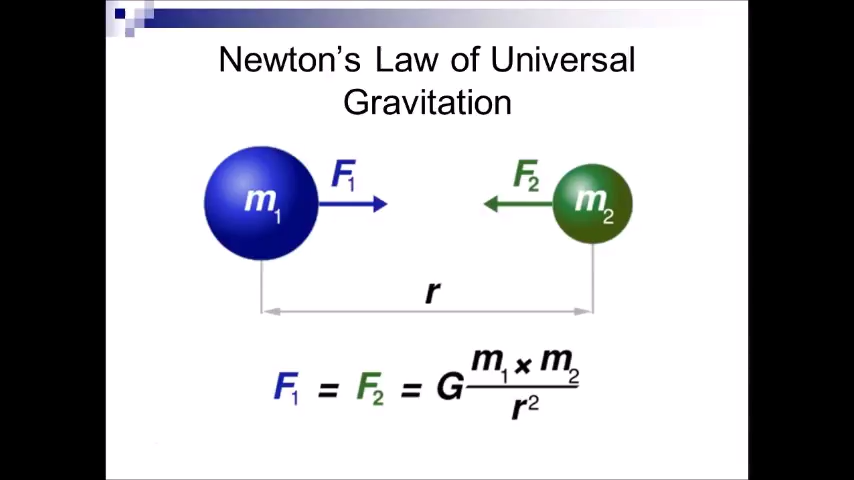 Newton's Law of Universal
Gravitation
F₁ F₂
m₁ m₂
r
F₁ = F₂ = G m₁ × m₂ / r²